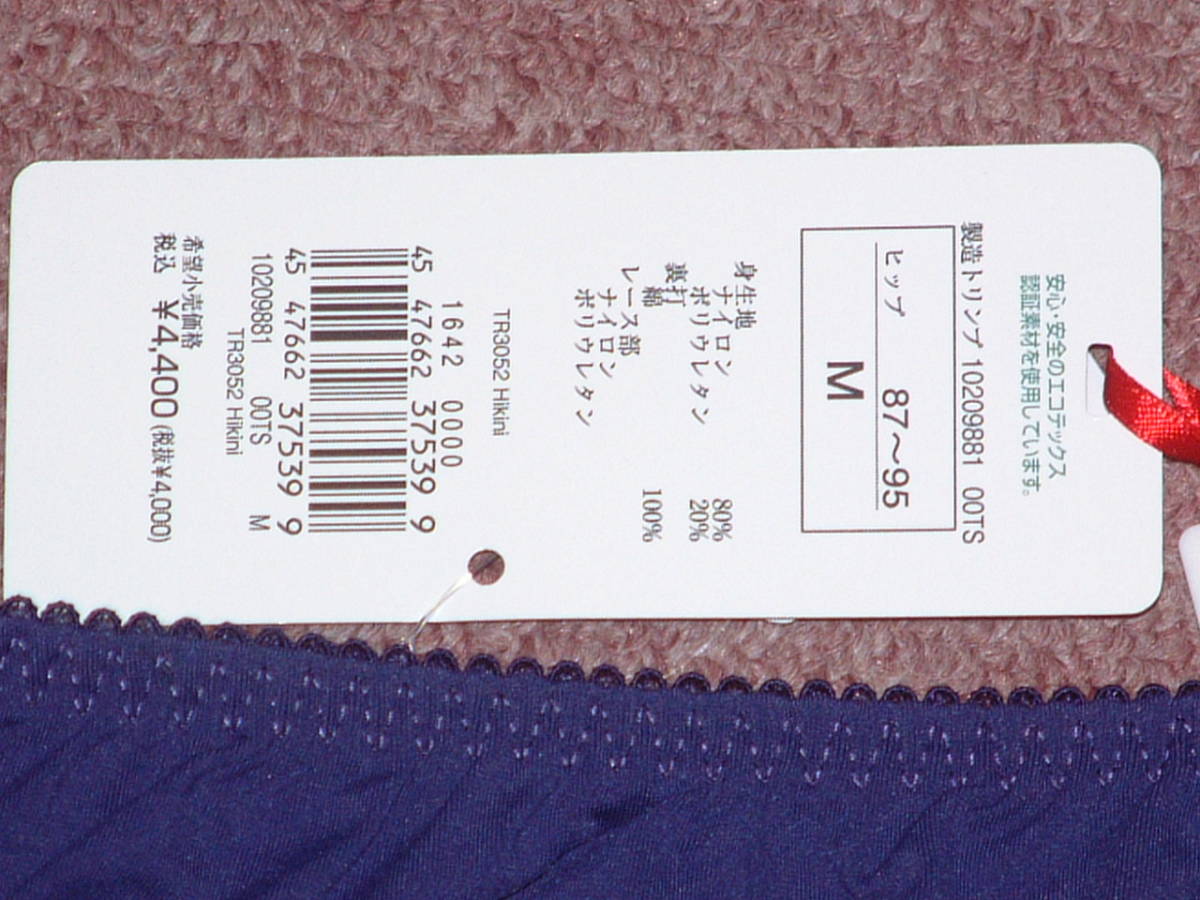 安心・安全のエコテックス
認証素材を使用しています。
製造トリンプ 10209881 00TS
ヒップ 87～95
M
身生地
ナイロン 80%
ポリウレタン 20%
裏打
綿 100%
レース部
ナイロン
ポリウレタン
TR3052 Hikini
1642 0000
45 47662 37539 9
45 47662 37539 9
10209881 00TS M
TR3052 Hikini
希望小売価格
税込 ¥4,400 (税抜¥4,000)